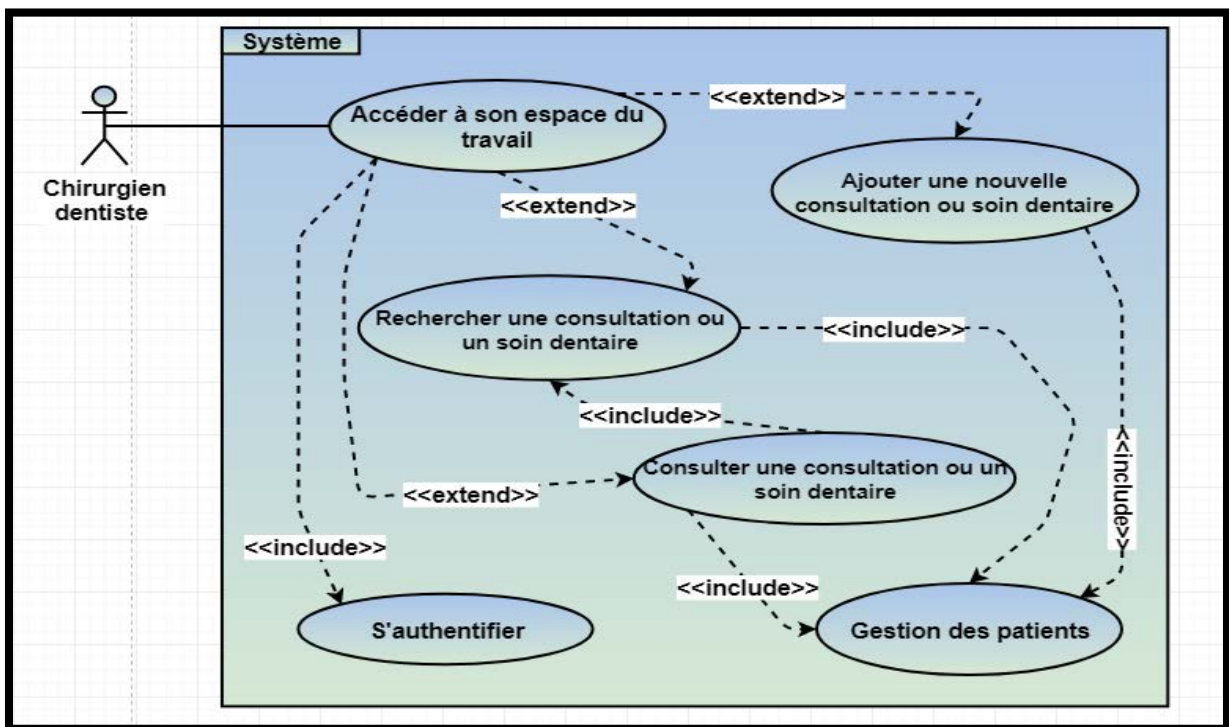 Système
Accéder à son espace du
travail
<<extend>>
Chirurgien
dentiste
Ajouter une nouvelle
consultation ou soin dentaire
<<extend>>
Rechercher une consultation ou
un soin dentaire
<<include>>
<<include>>
Consulter une consultation ou un
soin dentaire
<<extend>>
<<include>>
<<include>>
<<include>>
S'authentifier
Gestion des patients